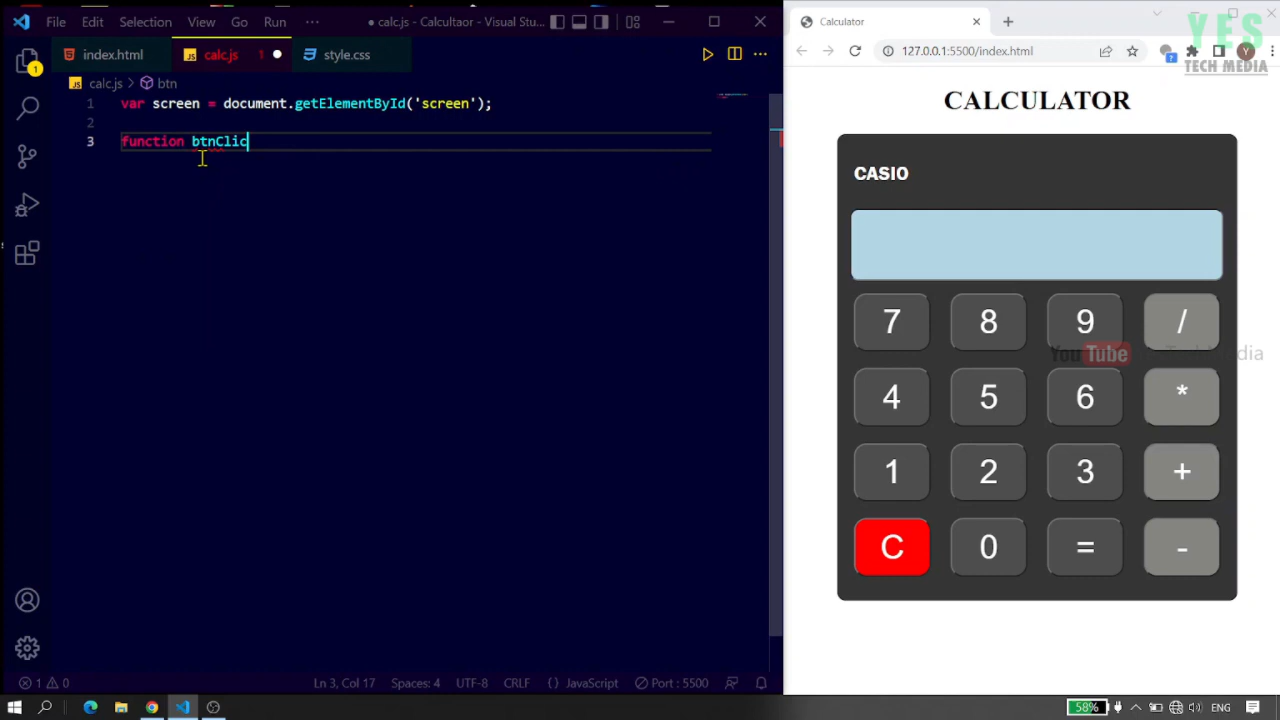 File Edit Selection View Go Run ··· ● calc.js - Calcultaor - Visual Stu...
index.html calc.js 1 ● style.css
calc.js > btn
1 var screen = document.getElementById('screen');
2
3 function btnClic
1 0 Ln 3, Col 17 Spaces: 4 UTF-8 CRLF {} JavaScript Port : 5500
Calculator
127.0.0.1:5500/index.html
YES
TECH MEDIA
CALCULATOR
CASIO
7 8 9 /
YouTube
4 5 6 *
1 2 3 +
C 0 = -
58% ENG